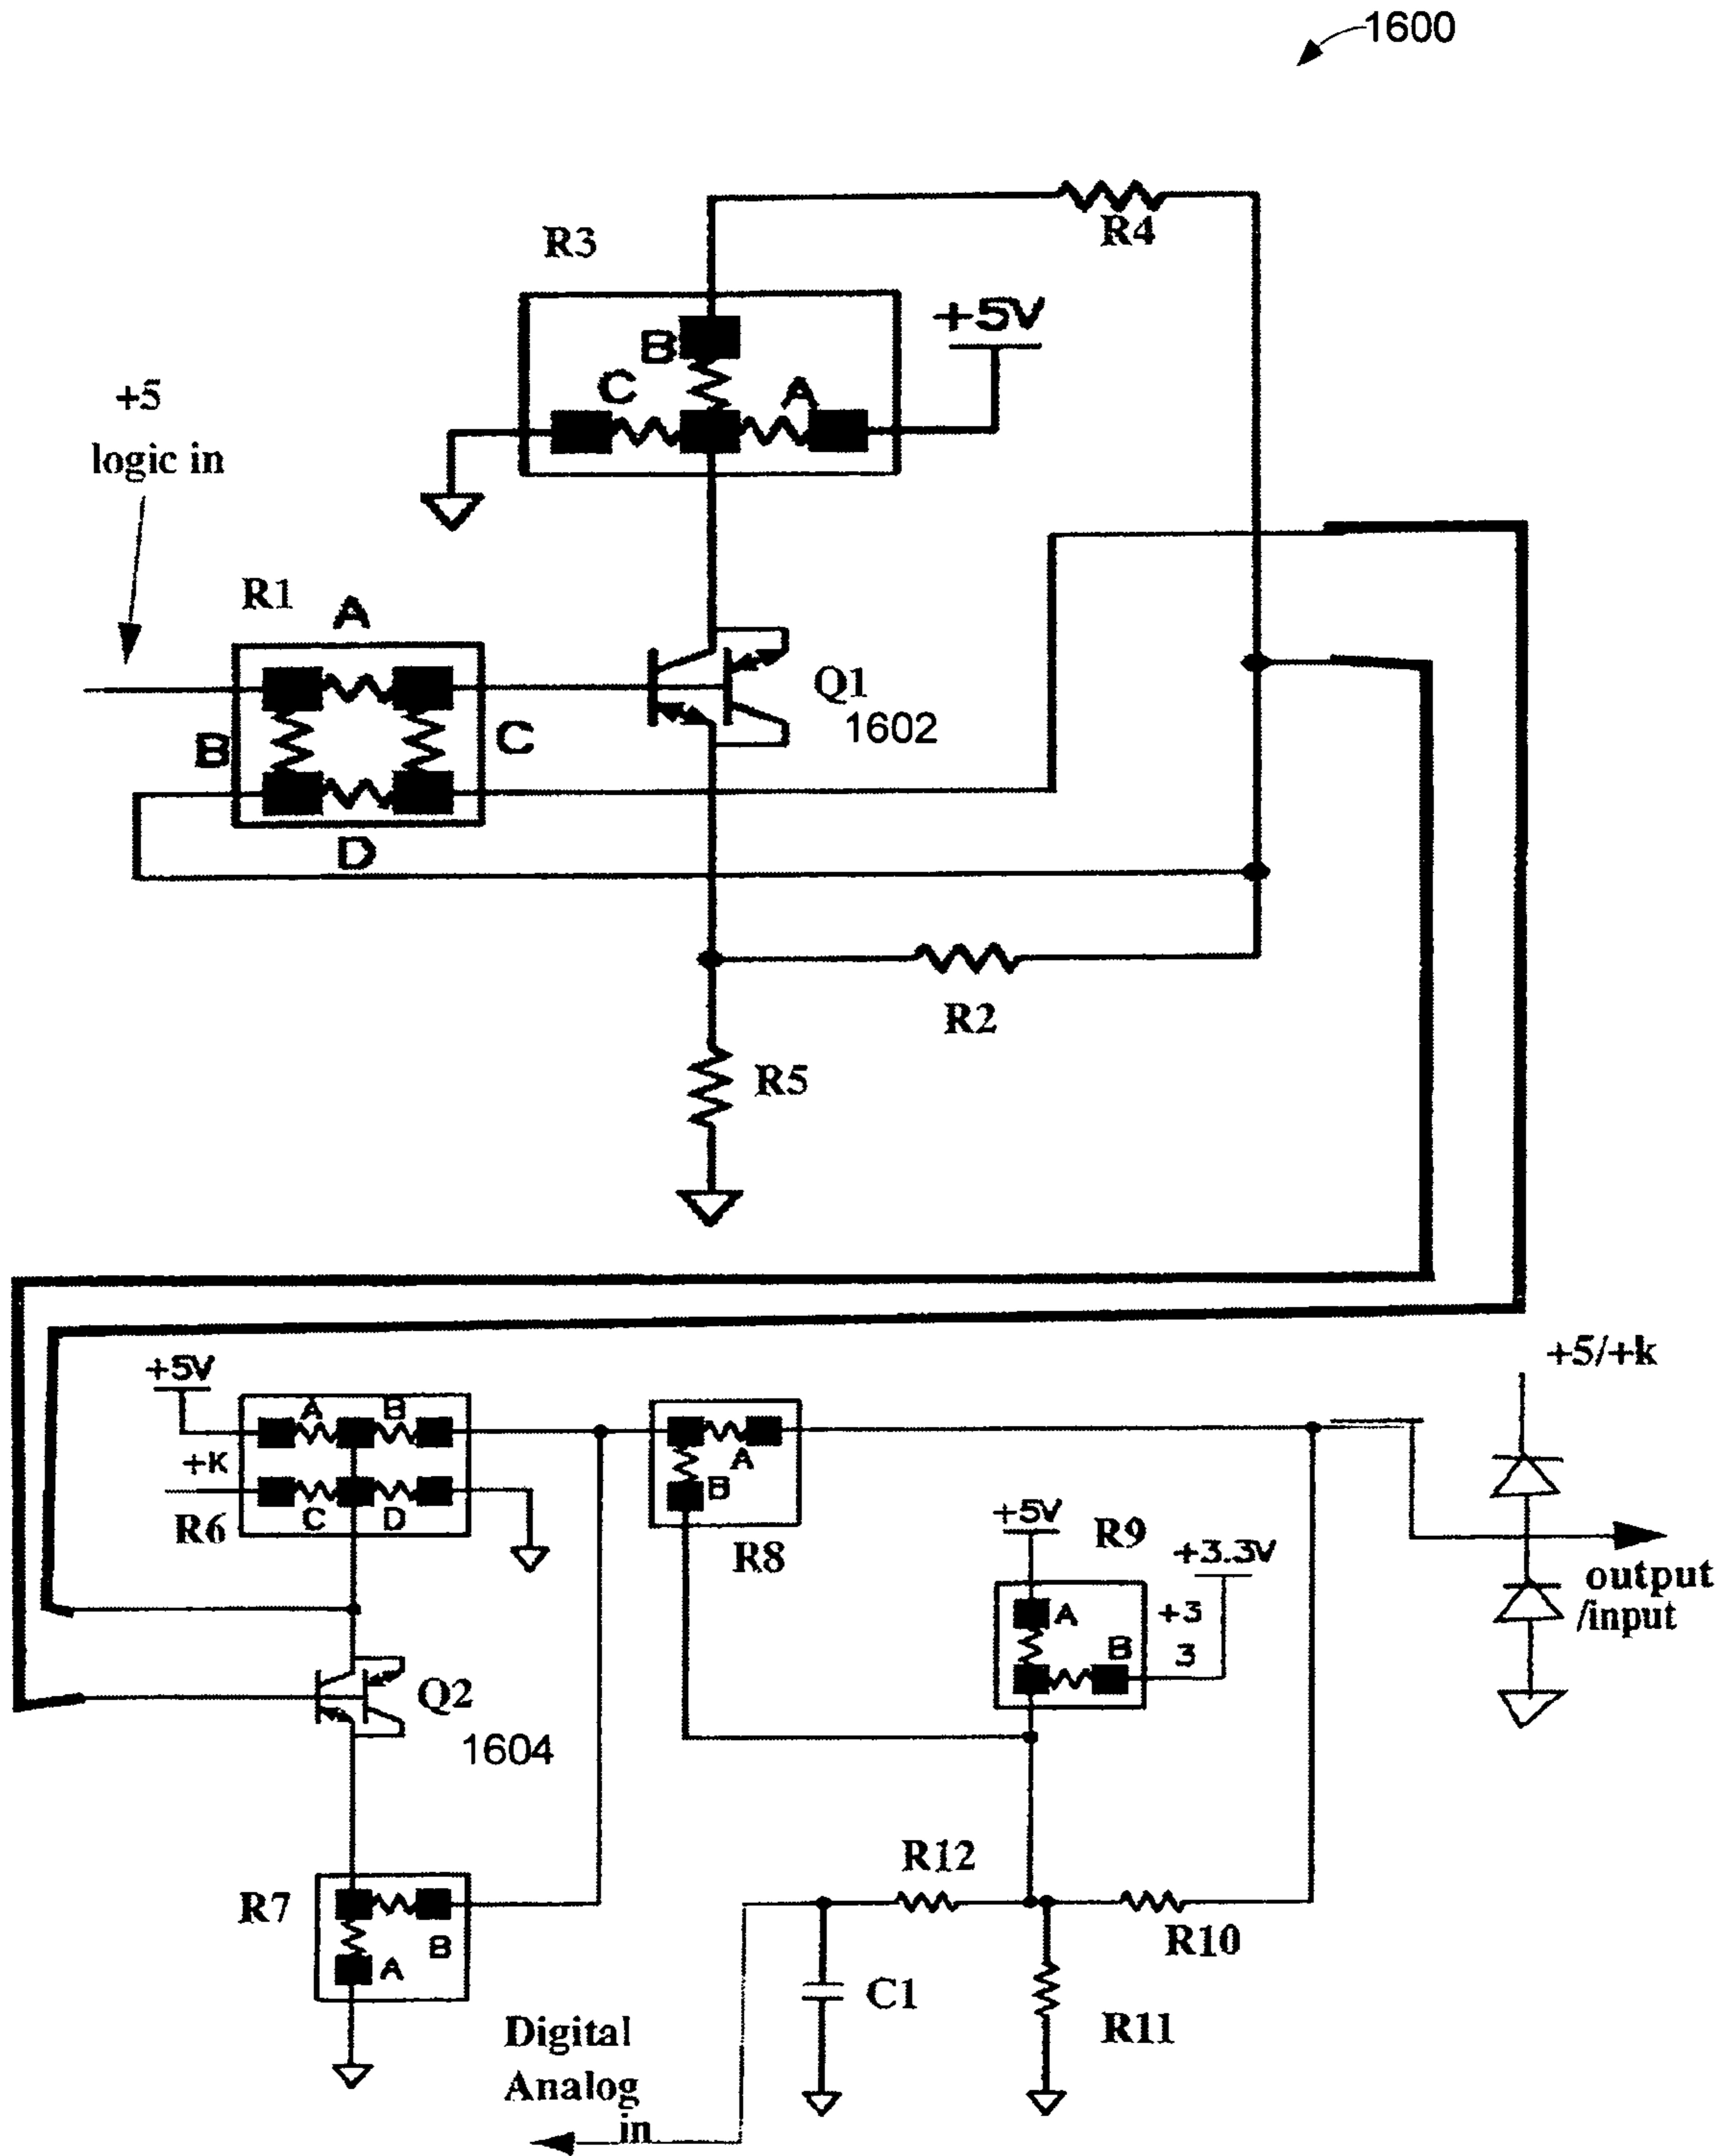 1600
R4
R3
+5V
B
C
A
+5
logic in
R1
A
B
C
D
Q1
1602
R2
R5
+5V
A
B
+K
C
D
R6
A
B
R8
+5V
R9
+3.3V
A
B
+3
3
+5/+k
output
/input
Q2
1604
R7
B
A
R12
R10
C1
R11
Digital
Analog
in